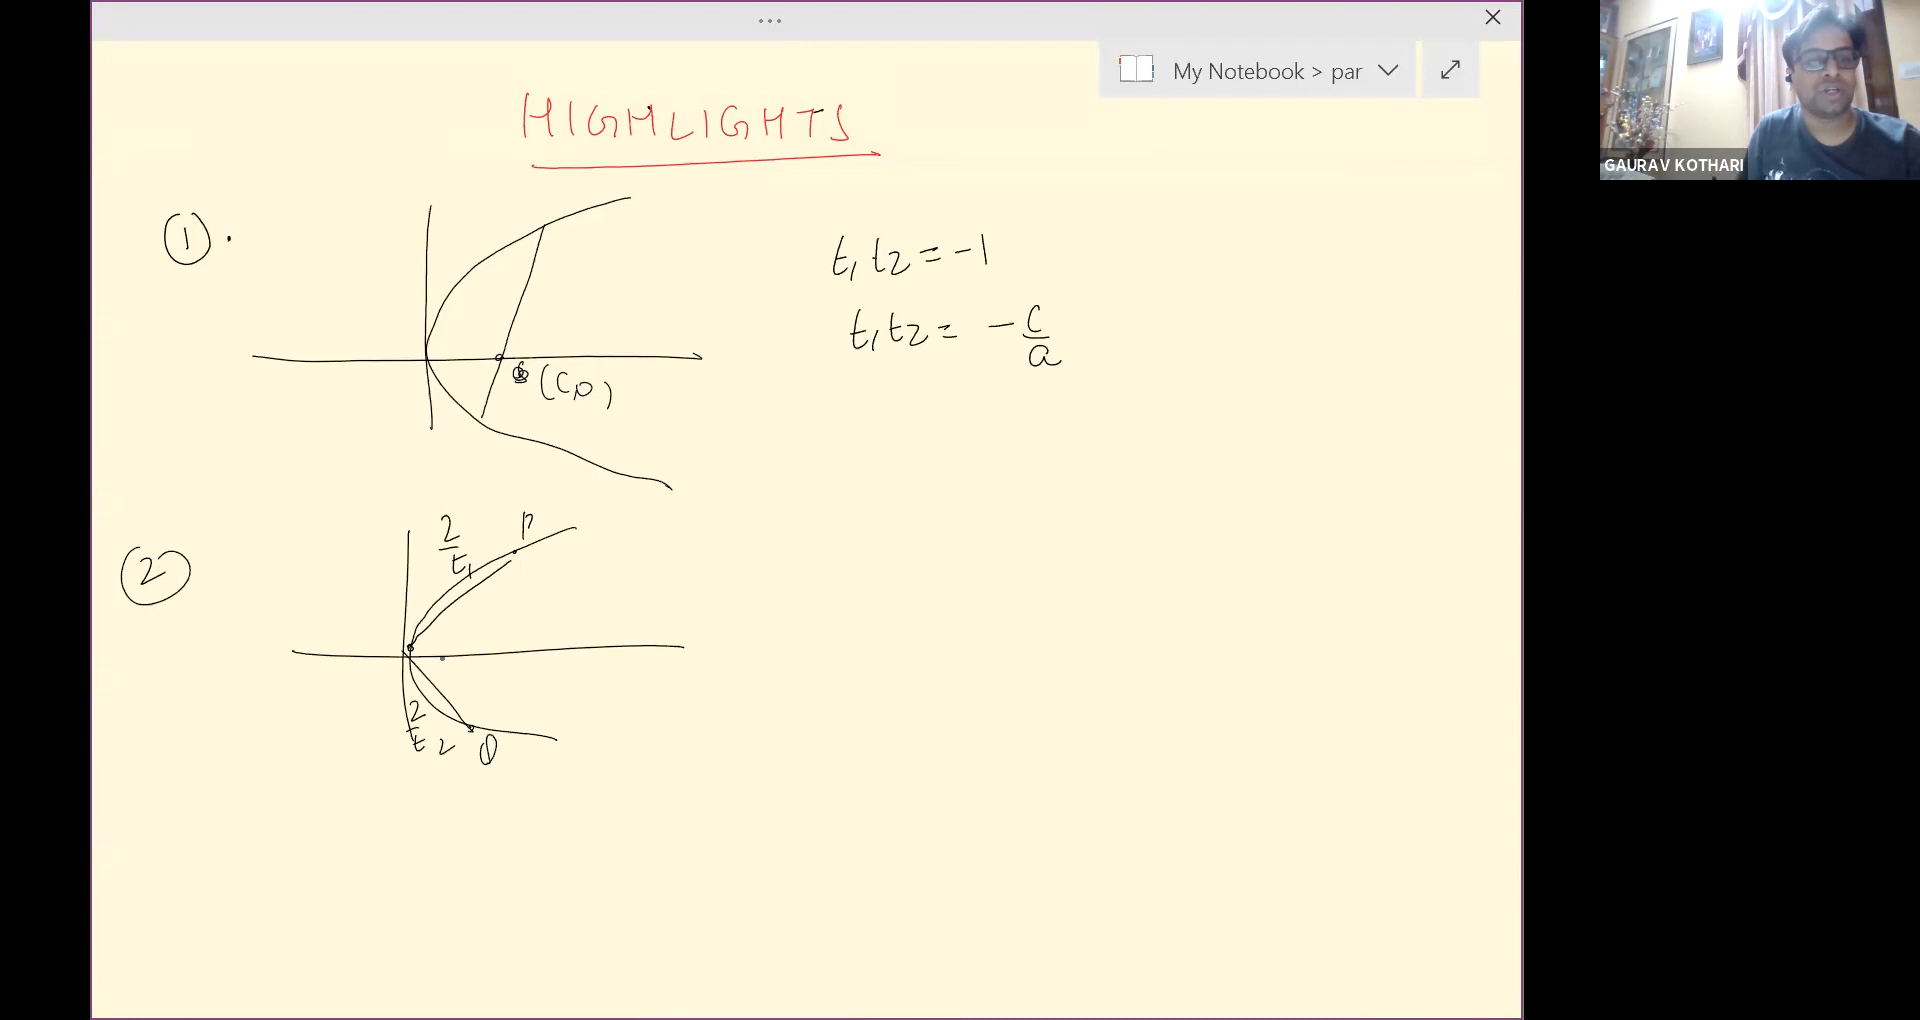 My Notebook > par
GAURAV KOTHARI
HIGHLIGHTS
1.
t₁t₂ = -1
t₁t₂ = -c/a
(c,0)
2
2/t₁
P
2/t₂
Q